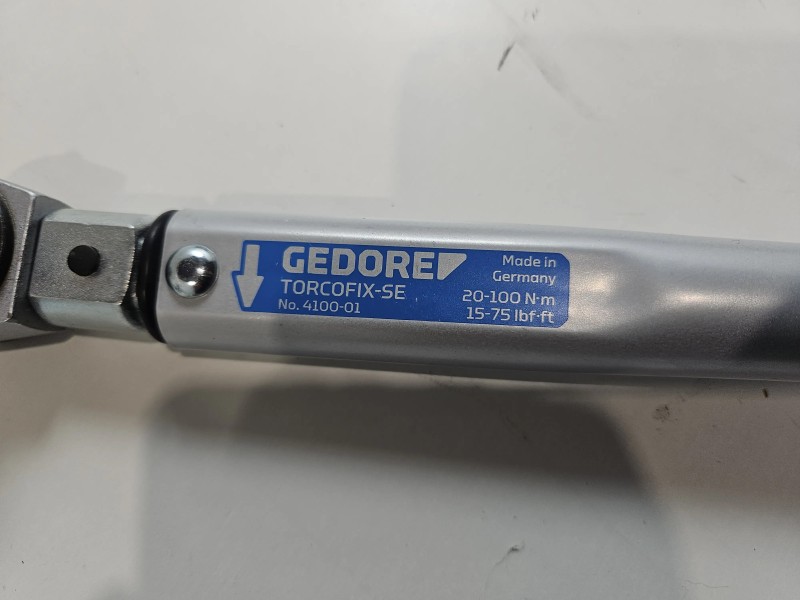 GEDORE
TORCOFIX-SE
No. 4100-01
Made in
Germany
20-100 N·m
15-75 lbf·ft